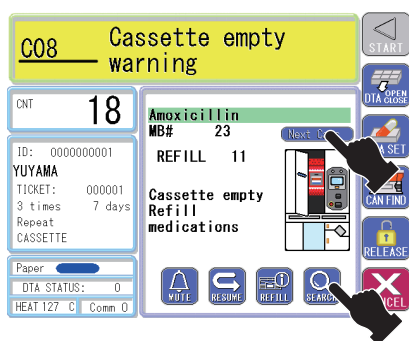 C08 Cassette empty
warning
START
OPEN
DTA CLOSE
CNT 18
Amoxicillin
MB# 23
Next C
REFILL 11
Cassette empty
Refill
medications
ID: 0000000001
YUYAMA
TICKET: 000001
3 times 7 days
Repeat
CASSETTE
Paper
DTA STATUS: 0
HEAT 127 C Comm 0
MUTE
RESUME
REFILL
SEARCH
SET
CAN FIND
RELEASE
CEL